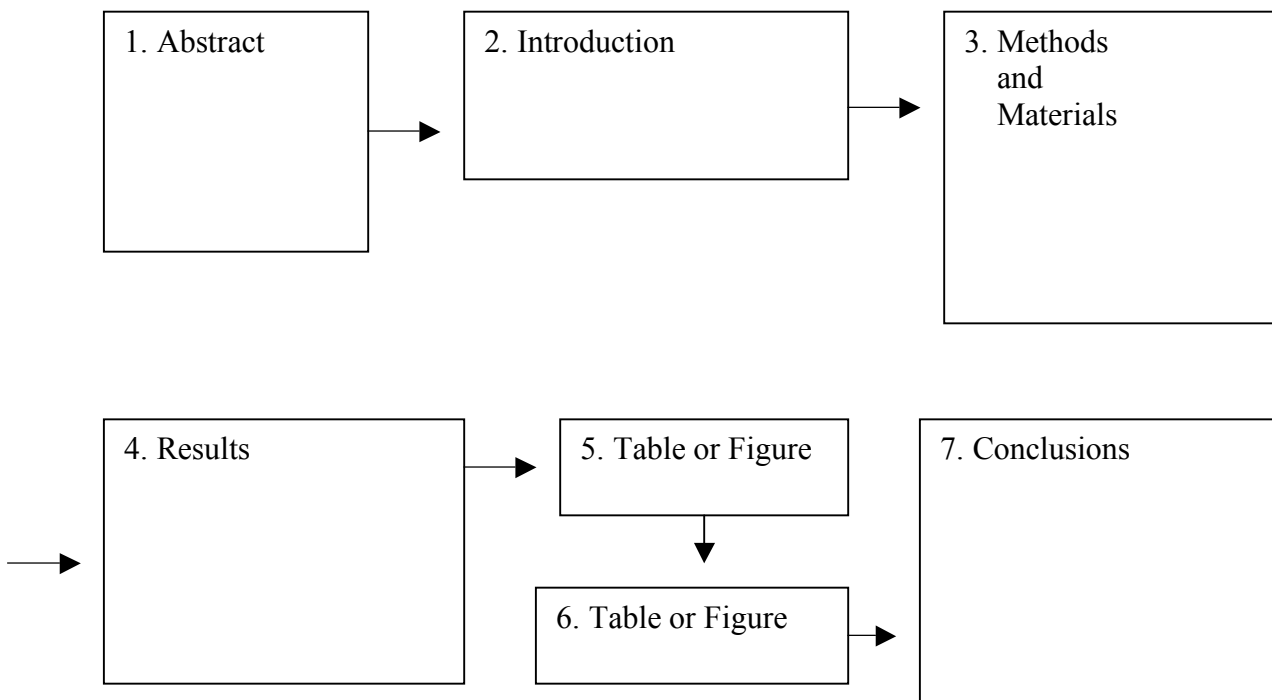 1. Abstract
2. Introduction
3. Methods
and
Materials
4. Results
5. Table or Figure
6. Table or Figure
7. Conclusions